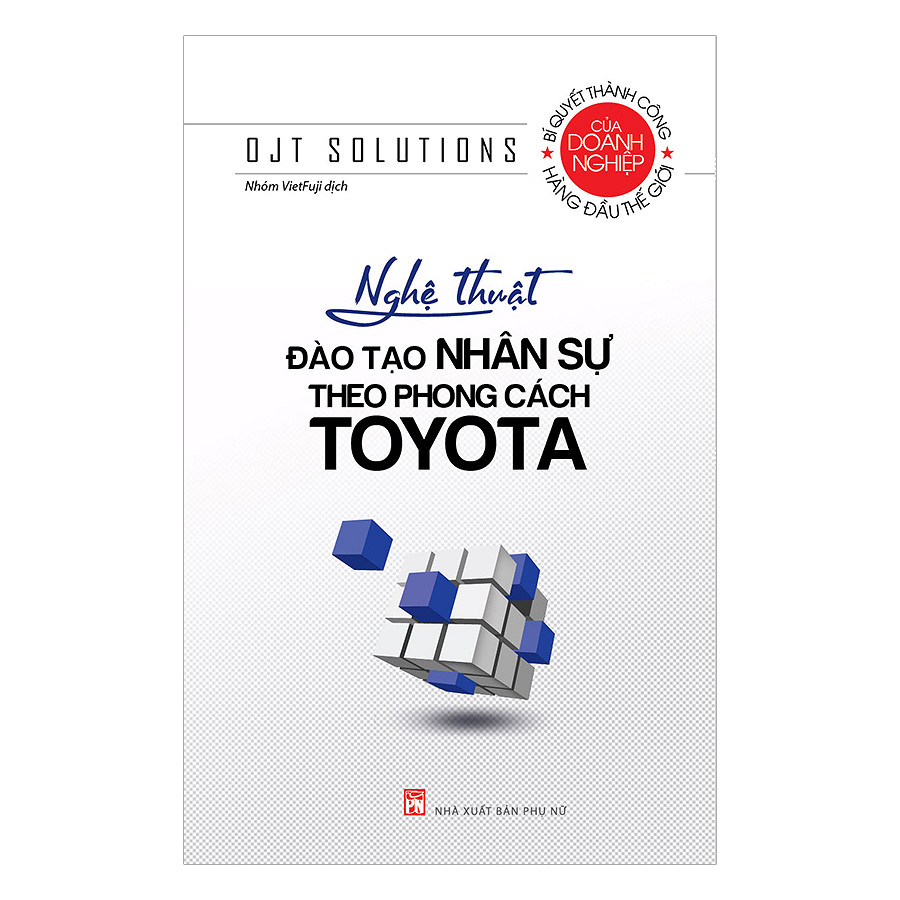 OJT SOLUTIONS
Nhóm VietFuji dịch
BÍ QUYẾT THÀNH CÔNG
CỦA
DOANH
NGHIỆP
HÀNG ĐẦU THẾ GIỚI
Nghệ thuật
ĐÀO TẠO NHÂN SỰ
THEO PHONG CÁCH
TOYOTA
PN
NHÀ XUẤT BẢN PHỤ NỮ